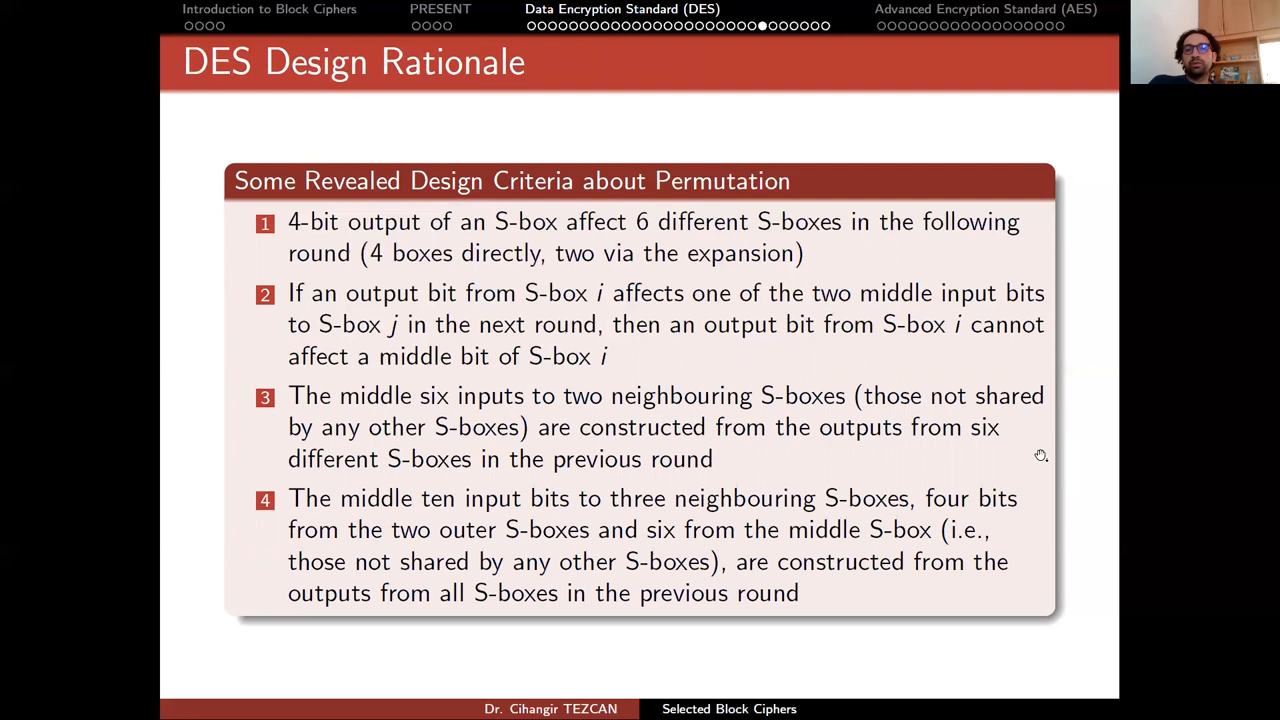 Introduction to Block Ciphers PRESENT Data Encryption Standard (DES) Advanced Encryption Standard (AES)
DES Design Rationale
Some Revealed Design Criteria about Permutation
1 4-bit output of an S-box affect 6 different S-boxes in the following
round (4 boxes directly, two via the expansion)
2 If an output bit from S-box i affects one of the two middle input bits
to S-box j in the next round, then an output bit from S-box i cannot
affect a middle bit of S-box i
3 The middle six inputs to two neighbouring S-boxes (those not shared
by any other S-boxes) are constructed from the outputs from six
different S-boxes in the previous round
4 The middle ten input bits to three neighbouring S-boxes, four bits
from the two outer S-boxes and six from the middle S-box (i.e.,
those not shared by any other S-boxes), are constructed from the
outputs from all S-boxes in the previous round
Dr. Cihangir TEZCAN Selected Block Ciphers